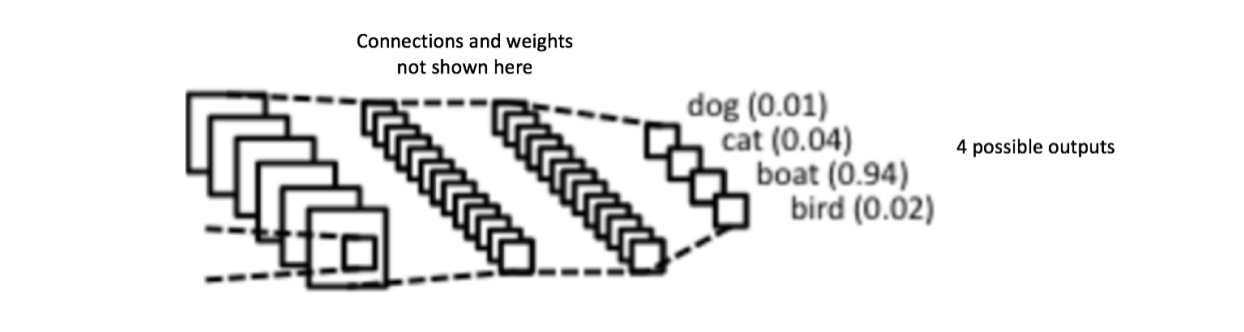 Connections and weights
not shown here
dog (0.01)
cat (0.04)
4 possible outputs
boat (0.94)
bird (0.02)